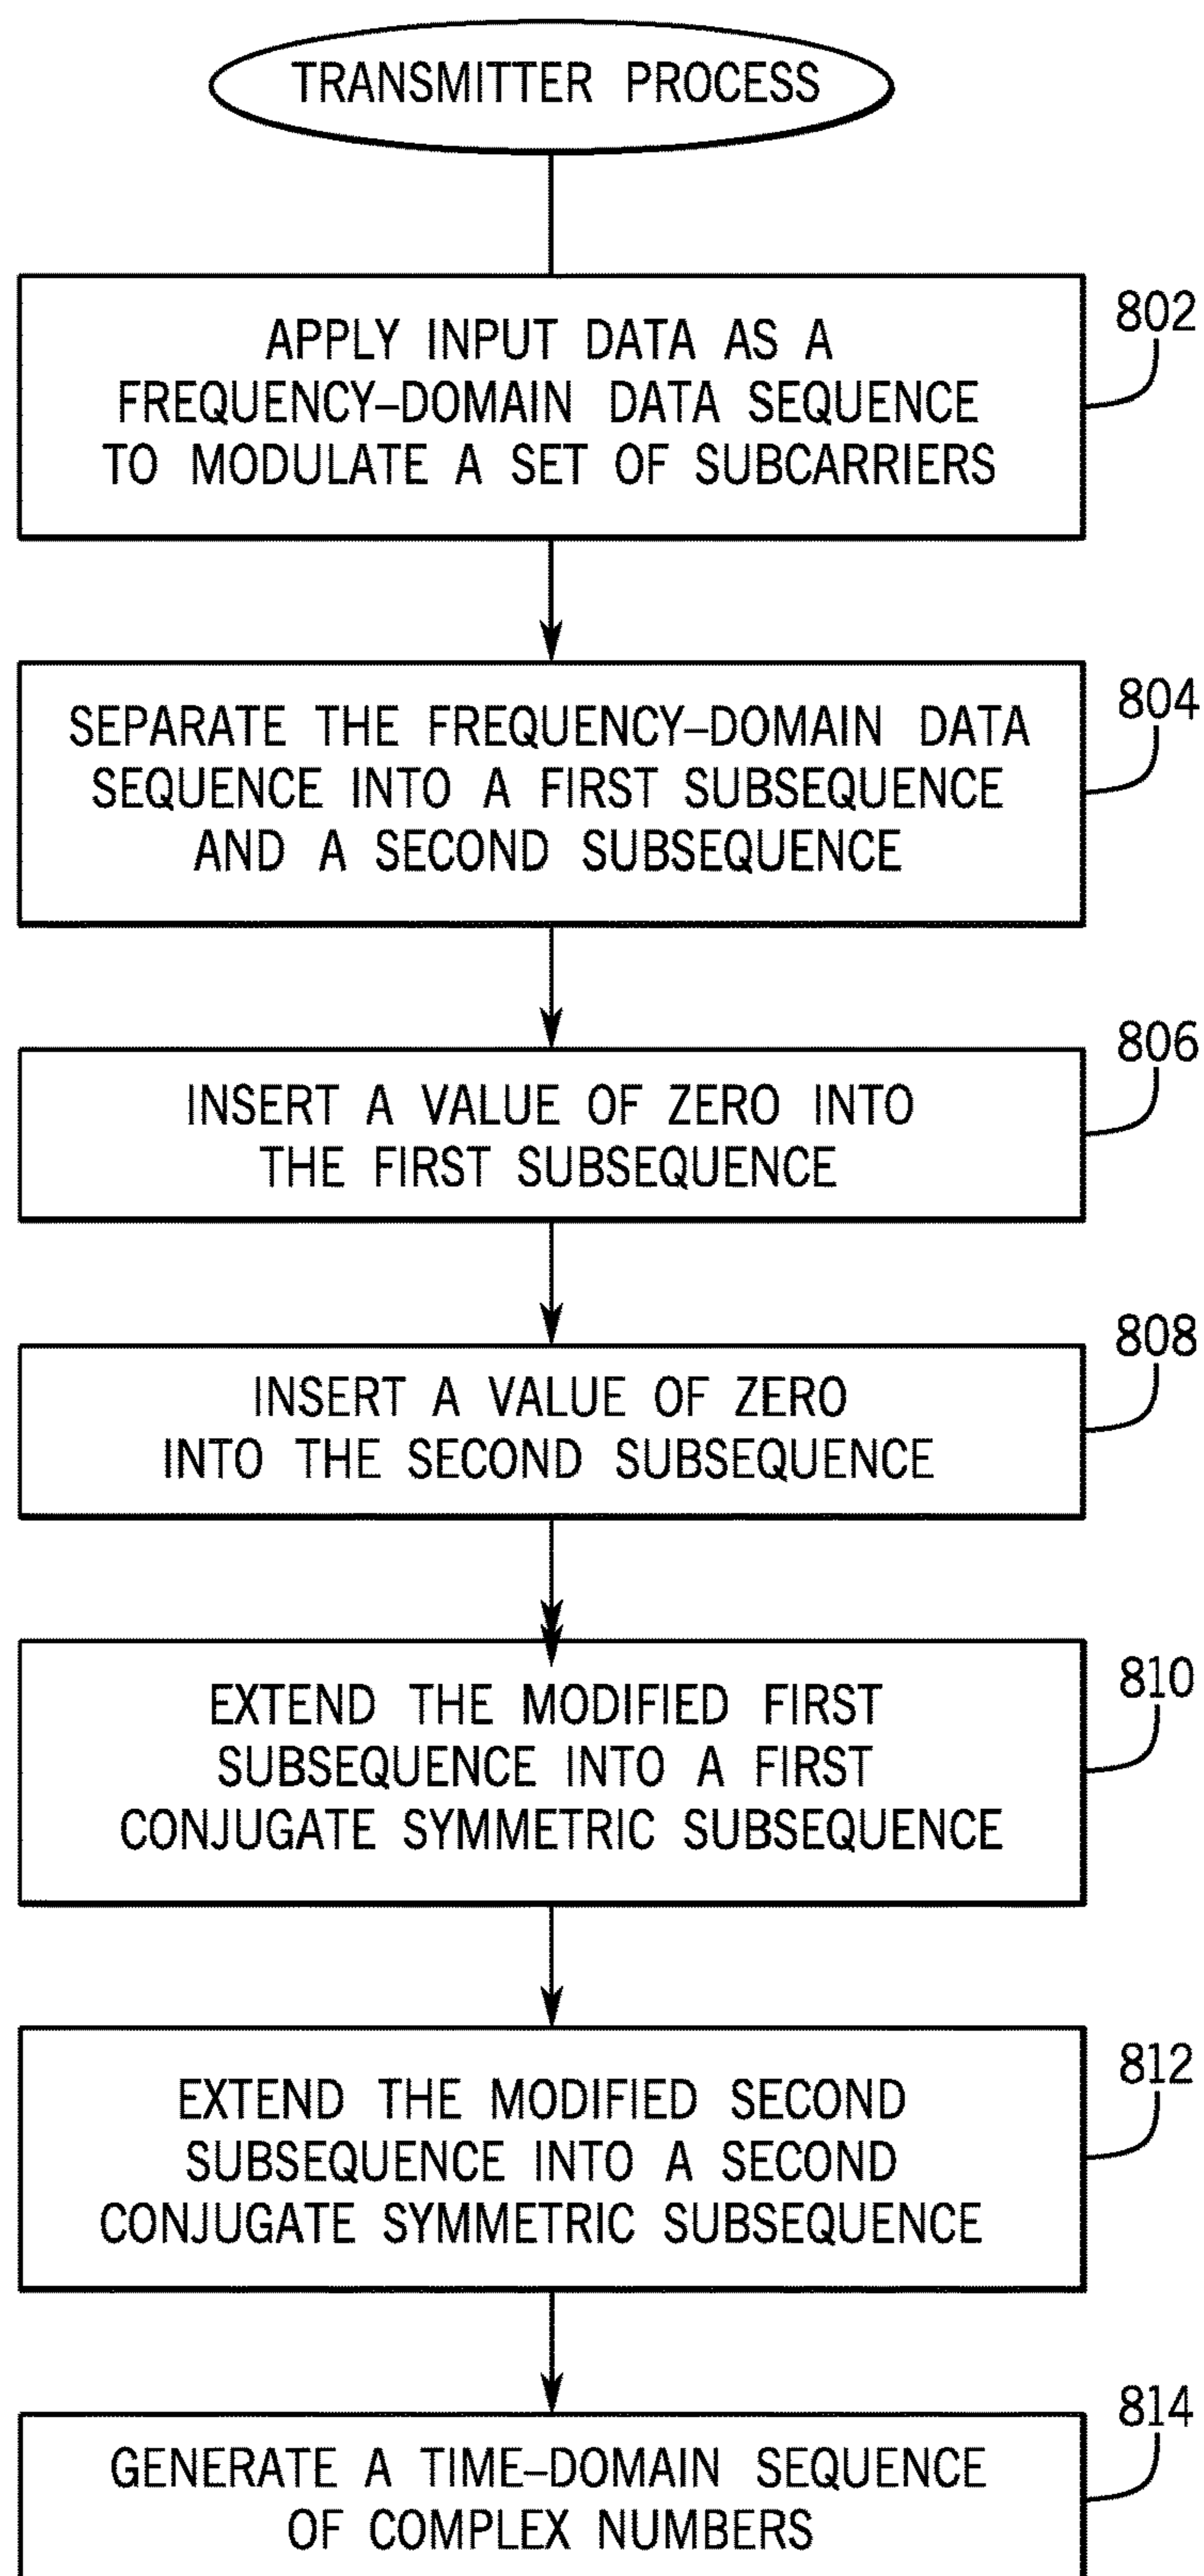 TRANSMITTER PROCESS
802
APPLY INPUT DATA AS A
FREQUENCY–DOMAIN DATA SEQUENCE
TO MODULATE A SET OF SUBCARRIERS
804
SEPARATE THE FREQUENCY–DOMAIN DATA
SEQUENCE INTO A FIRST SUBSEQUENCE
AND A SECOND SUBSEQUENCE
806
INSERT A VALUE OF ZERO INTO
THE FIRST SUBSEQUENCE
808
INSERT A VALUE OF ZERO
INTO THE SECOND SUBSEQUENCE
810
EXTEND THE MODIFIED FIRST
SUBSEQUENCE INTO A FIRST
CONJUGATE SYMMETRIC SUBSEQUENCE
812
EXTEND THE MODIFIED SECOND
SUBSEQUENCE INTO A SECOND
CONJUGATE SYMMETRIC SUBSEQUENCE
814
GENERATE A TIME–DOMAIN SEQUENCE
OF COMPLEX NUMBERS